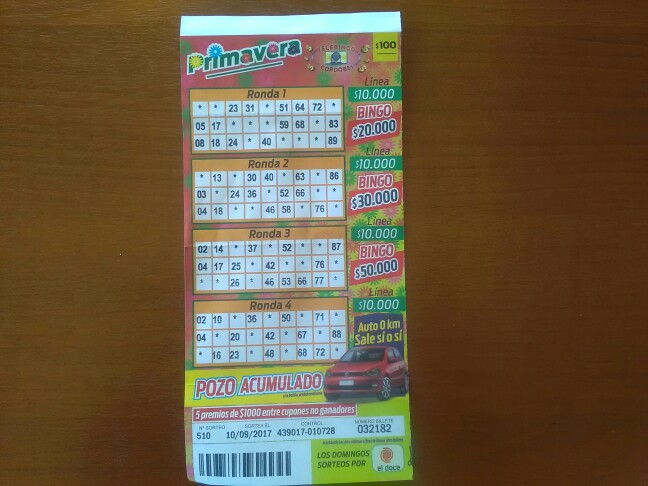 primavera
TELEBINGO
CORDOBES
$100
Ronda 1
* * 23 31 * 51 64 72 *
05 17 * * * 59 68 * 83
08 18 24 * 40 * * * 89
Línea
$10.000
BINGO
$20.000
Ronda 2
* 13 * 30 40 * 63 * 86
03 * 24 36 * 52 66 * *
04 18 * * 46 58 * 76 *
Línea
$10.000
BINGO
$30.000
Ronda 3
02 14 * 37 * 52 * * 87
04 17 25 * 42 * * 76 *
* * 26 * 46 53 66 77 *
Línea
$10.000
BINGO
$50.000
Ronda 4
02 10 * 36 * 50 * 71 *
04 * 20 * 42 * 67 * 88
* 16 23 * 48 * 68 72 *
Línea
$10.000
Auto 0 km
Sale sí o sí
POZO ACUMULADO
5 premios de $1000 entre cupones no ganadores
Nº SORTEO SORTEA EL CONTROL NÚMERO BILLETE
510 10/09/2017 439017-010728 032182
LOS DOMINGOS
SORTEOS POR
el doce